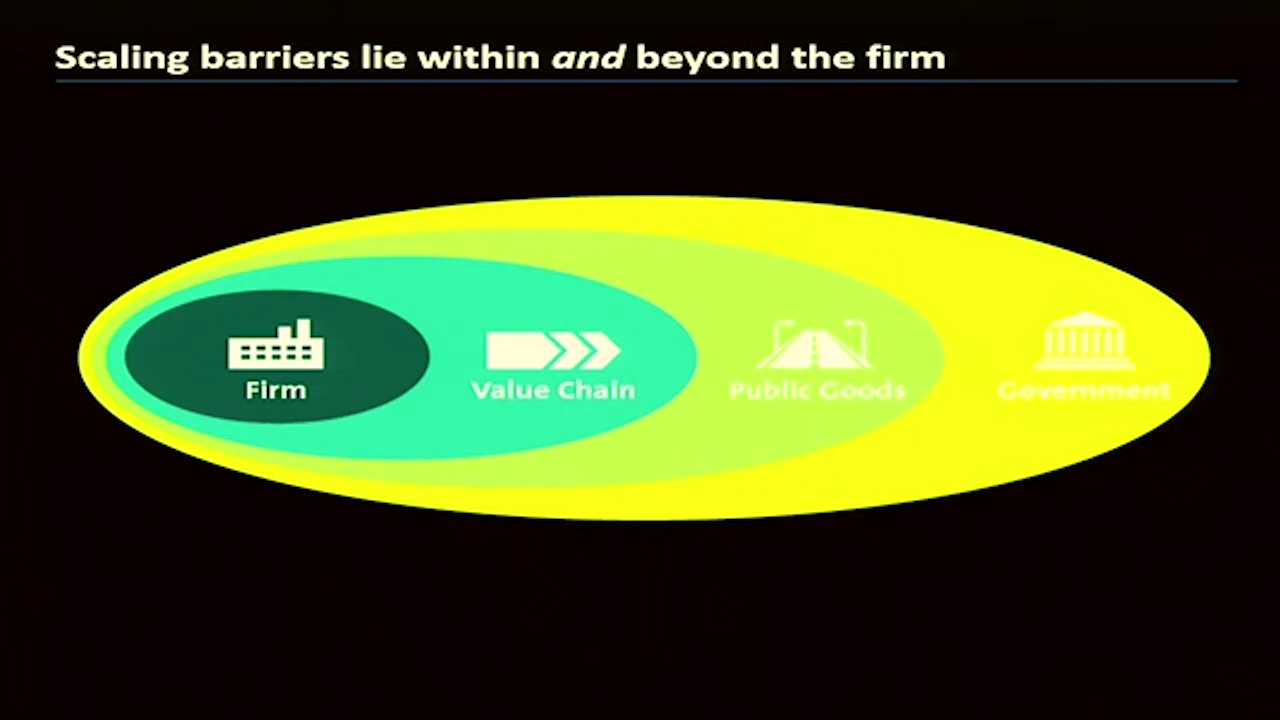 Scaling barriers lie within and beyond the firm
Firm
Value Chain
Public Goods
Government